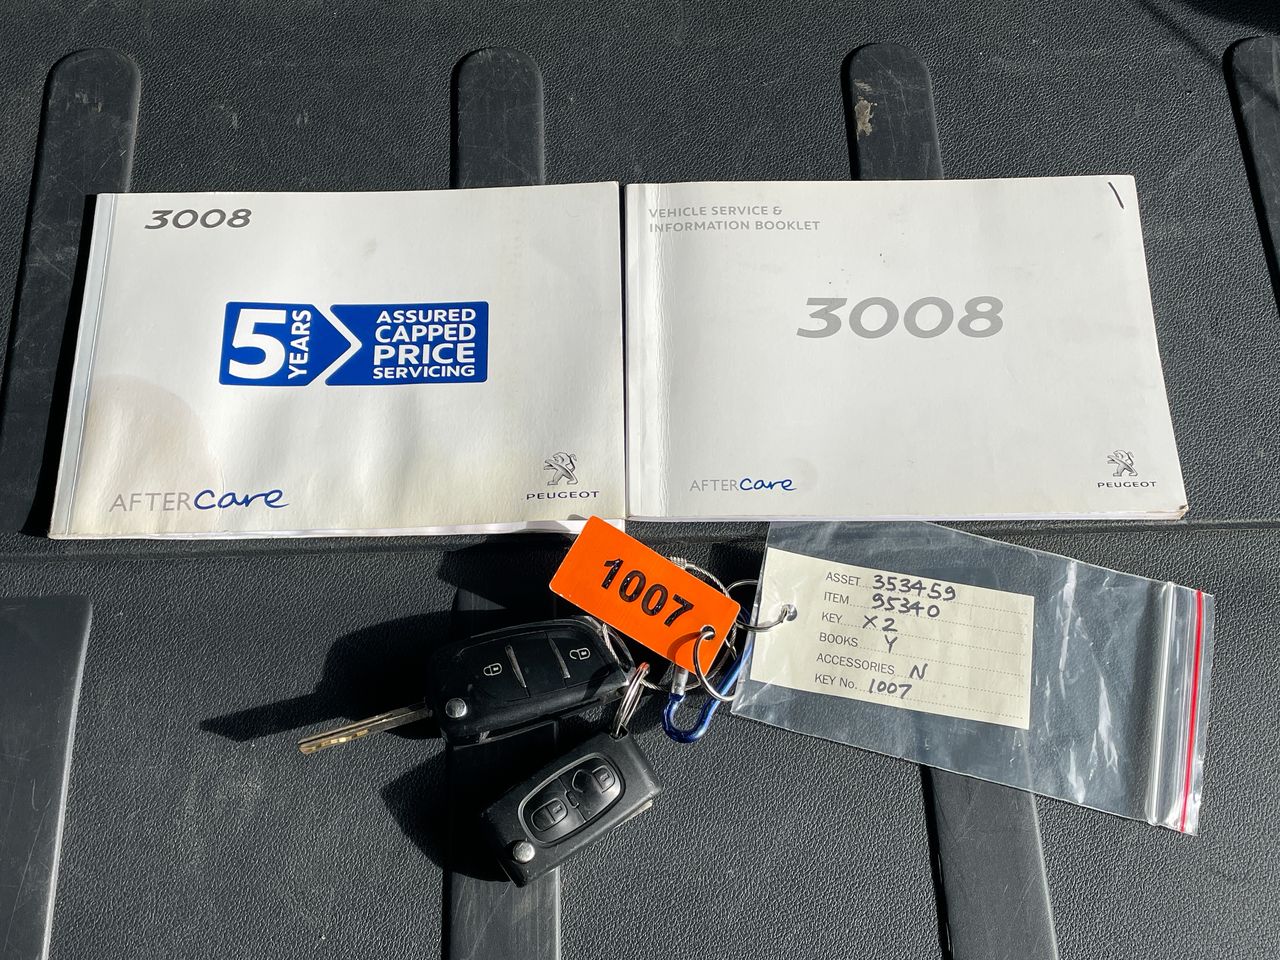 3008
5 YEARS
ASSURED
CAPPED
PRICE
SERVICING
AFTERcare
PEUGEOT
VEHICLE SERVICE &
INFORMATION BOOKLET
3008
AFTERcare
PEUGEOT
1007
ASSET 353459
ITEM 95340
KEY X2
BOOKS Y
ACCESSORIES N
KEY No. 1007